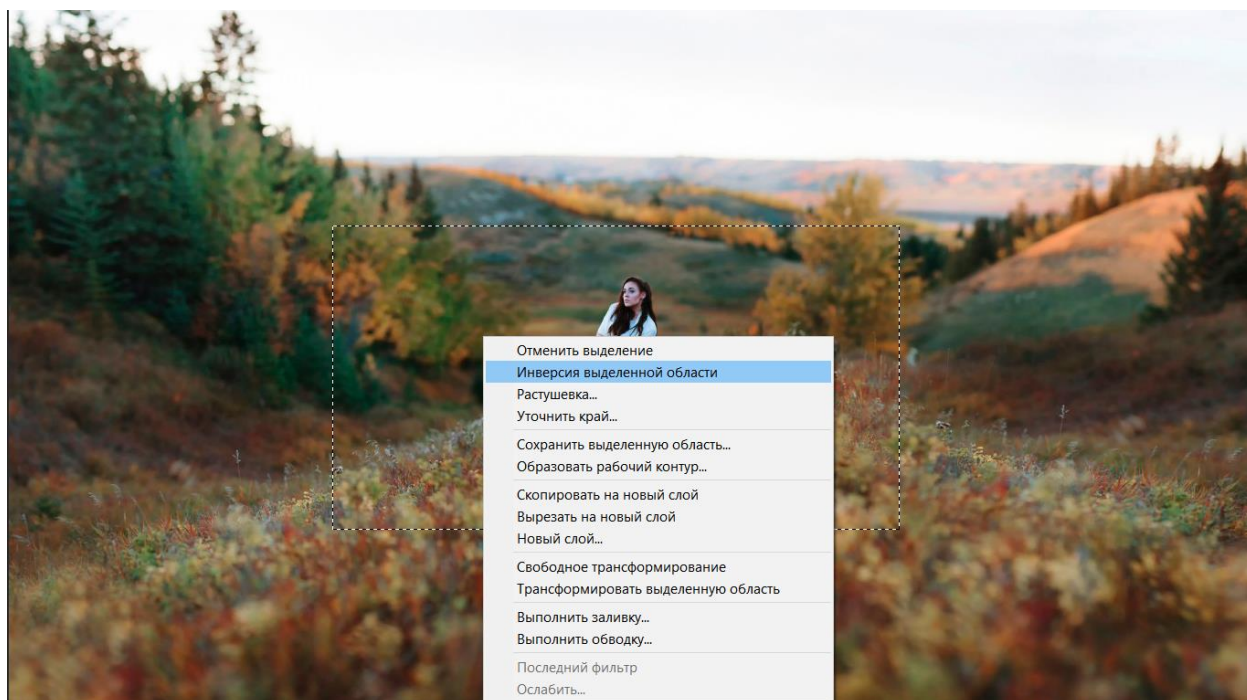 Отменить выделение
Инверсия выделенной области
Растушевка...
Уточнить край...
Сохранить выделенную область...
Образовать рабочий контур...
Скопировать на новый слой
Вырезать на новый слой
Новый слой...
Свободное трансформирование
Трансформировать выделенную область
Выполнить заливку...
Выполнить обводку...
Последний фильтр
Ослабить...